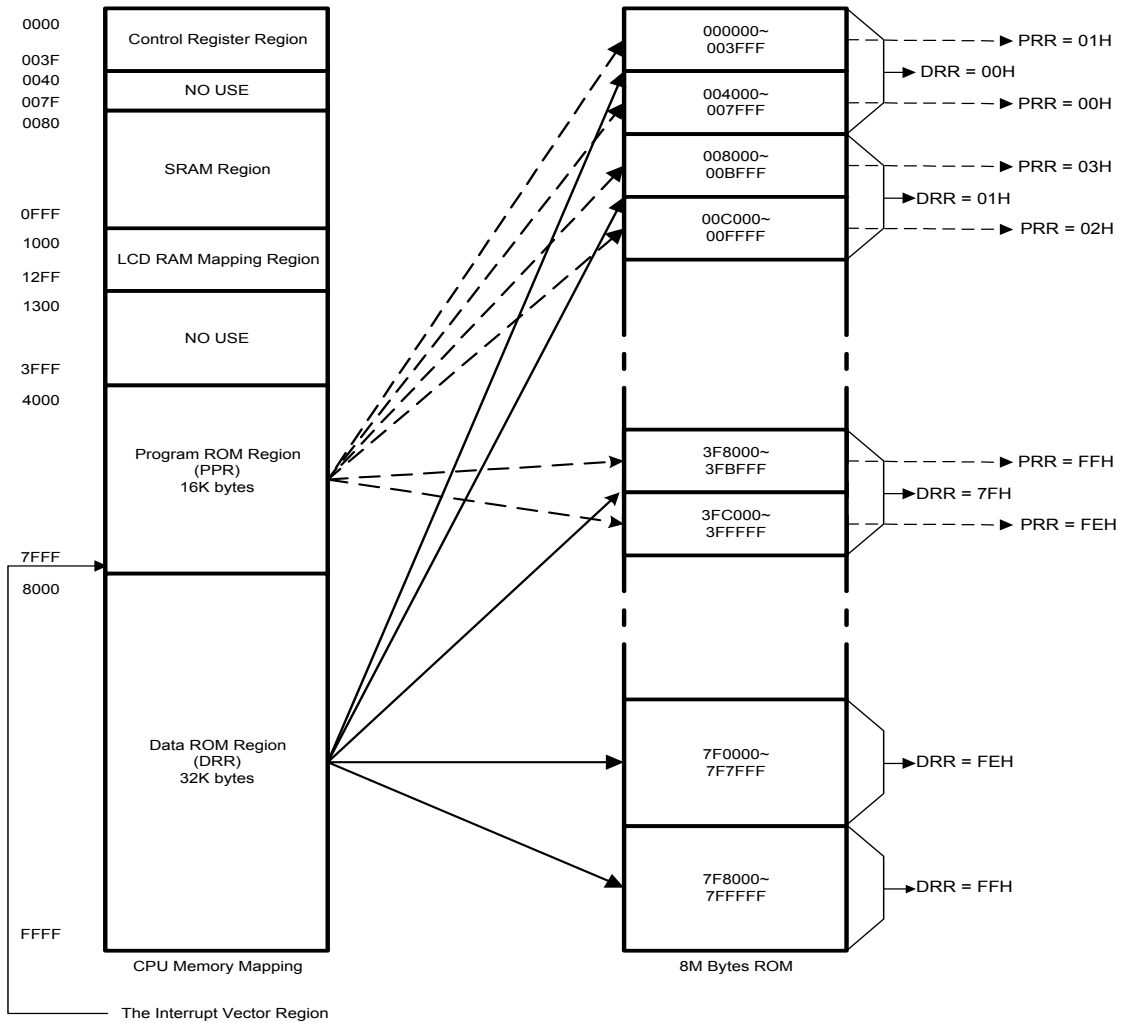 0000
Control Register Region
003F
0040
NO USE
007F
0080
SRAM Region
0FFF
1000
LCD RAM Mapping Region
12FF
1300
NO USE
3FFF
4000
Program ROM Region
(PPR)
16K bytes
7FFF
8000
Data ROM Region
(DRR)
32K bytes
FFFF
CPU Memory Mapping
The Interrupt Vector Region
000000~
003FFF
004000~
007FFF
008000~
00BFFF
00C000~
00FFFF
3F8000~
3FBFFF
3FC000~
3FFFFF
7F0000~
7F7FFF
7F8000~
7FFFFF
8M Bytes ROM
PRR = 01H
DRR = 00H
PRR = 00H
PRR = 03H
DRR = 01H
PRR = 02H
PRR = FFH
DRR = 7FH
PRR = FEH
DRR = FEH
DRR = FFH